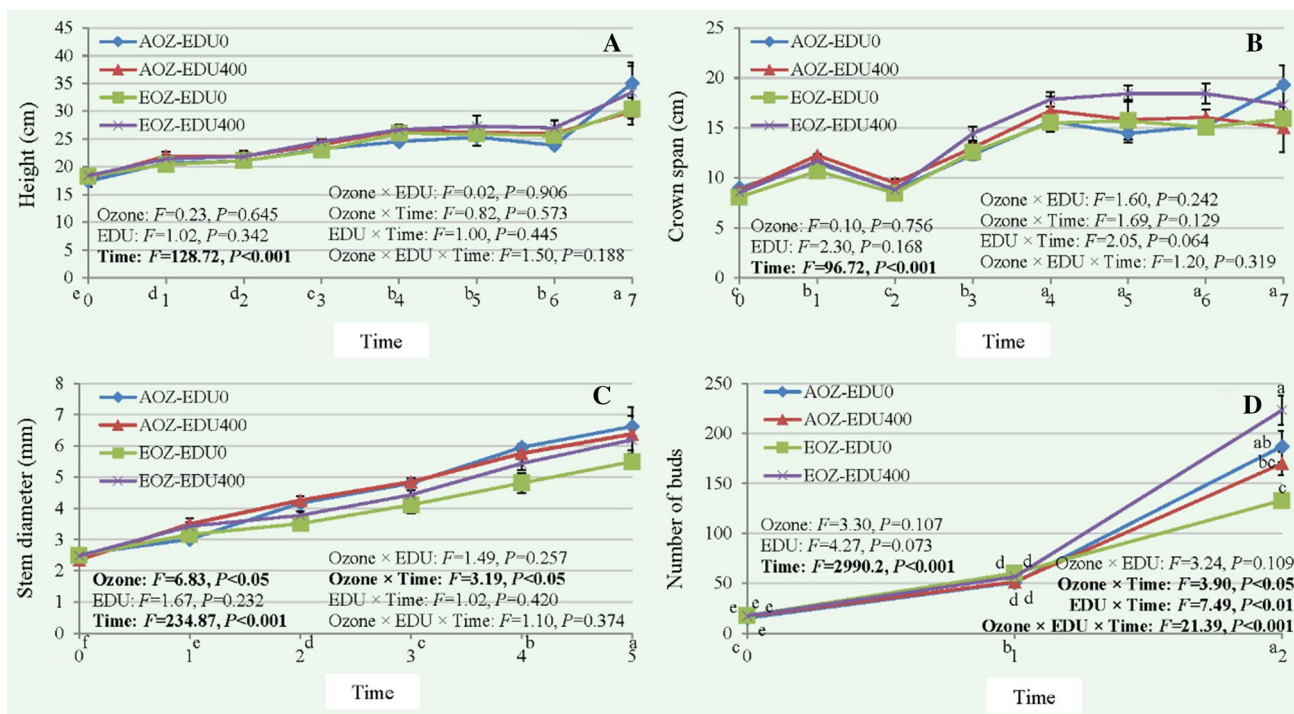 45
40
35
30
25
20
15
10
5
0
Height (cm)
AOZ-EDU0
AOZ-EDU400
EOZ-EDU0
EOZ-EDU400
A
Ozone: F=0.23, P=0.645
EDU: F=1.02, P=0.342
Time: F=128.72, P<0.001
Ozone × EDU: F=0.02, P=0.906
Ozone × Time: F=0.82, P=0.573
EDU × Time: F=1.00, P=0.445
Ozone × EDU × Time: F=1.50, P=0.188
e d d c b b b a
0 1 2 3 4 5 6 7
Time
25
20
15
10
5
0
Crown span (cm)
AOZ-EDU0
AOZ-EDU400
EOZ-EDU0
EOZ-EDU400
B
Ozone: F=0.10, P=0.756
EDU: F=2.30, P=0.168
Time: F=96.72, P<0.001
Ozone × EDU: F=1.60, P=0.242
Ozone × Time: F=1.69, P=0.129
EDU × Time: F=2.05, P=0.064
Ozone × EDU × Time: F=1.20, P=0.319
c b c b a a a a
0 1 2 3 4 5 6 7
Time
8
7
6
5
4
3
2
1
0
Stem diameter (mm)
AOZ-EDU0
AOZ-EDU400
EOZ-EDU0
EOZ-EDU400
C
Ozone: F=6.83, P<0.05
EDU: F=1.67, P=0.232
Time: F=234.87, P<0.001
Ozone × EDU: F=1.49, P=0.257
Ozone × Time: F=3.19, P<0.05
EDU × Time: F=1.02, P=0.420
Ozone × EDU × Time: F=1.10, P=0.374
f e d c b a
0 1 2 3 4 5
Time
250
200
150
100
50
0
Number of buds
AOZ-EDU0
AOZ-EDU400
EOZ-EDU0
EOZ-EDU400
D
a
ab
bc
c
d d
d d
e e e
e
Ozone: F=3.30, P=0.107
EDU: F=4.27, P=0.073
Time: F=2990.2, P<0.001
Ozone × EDU: F=3.24, P=0.109
Ozone × Time: F=3.90, P<0.05
EDU × Time: F=7.49, P<0.01
Ozone × EDU × Time: F=21.39, P<0.001
c b a
0 1 2
Time